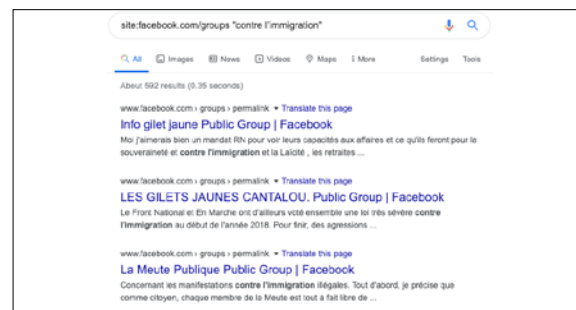 site:facebook.com/groups "contre l'immigration"
All Images News Videos Maps More Settings Tools
About 592 results (0.35 seconds)
www.facebook.com › groups › permalink ▾ Translate this page
Info gilet jaune Public Group | Facebook
Moi j'aimerais bien un mandat RN pour voir leurs capacités aux affaires et ce qu'ils feront pour la
souveraineté et contre l'immigration et la Laïcité , les retraites ...
www.facebook.com › groups › permalink ▾ Translate this page
LES GILETS JAUNES CANTALOU. Public Group | Facebook
Le Front National et En Marche ont d'ailleurs voté ensemble une loi très sévère contre
l'immigration au début de l'année 2018. Pour finir, des agressions ...
www.facebook.com › groups › permalink ▾ Translate this page
La Meute Publique Public Group | Facebook
Concernant les manifestations contre l'immigration illégales. Tout d'abord, je précise que
comme citoyen, chaque membre de la Meute est tout à fait libre de ...